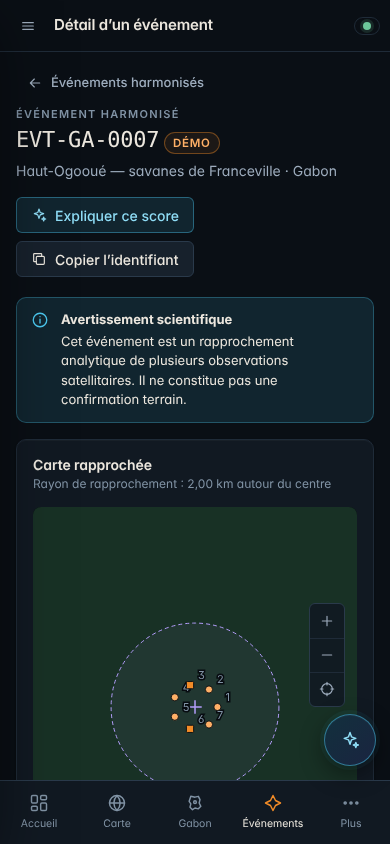 Détail d’un événement
Événements harmonisés
ÉVÉNEMENT HARMONISÉ
EVT-GA-0007 DÉMO
Haut-Ogooué — savanes de Franceville · Gabon
Expliquer ce score
Copier l’identifiant
Avertissement scientifique
Cet événement est un rapprochement
analytique de plusieurs observations
satellitaires. Il ne constitue pas une
confirmation terrain.
Carte rapprochée
Rayon de rapprochement : 2,00 km autour du centre
3
2
4
1
5
6
7
Accueil
Carte
Gabon
Événements
Plus